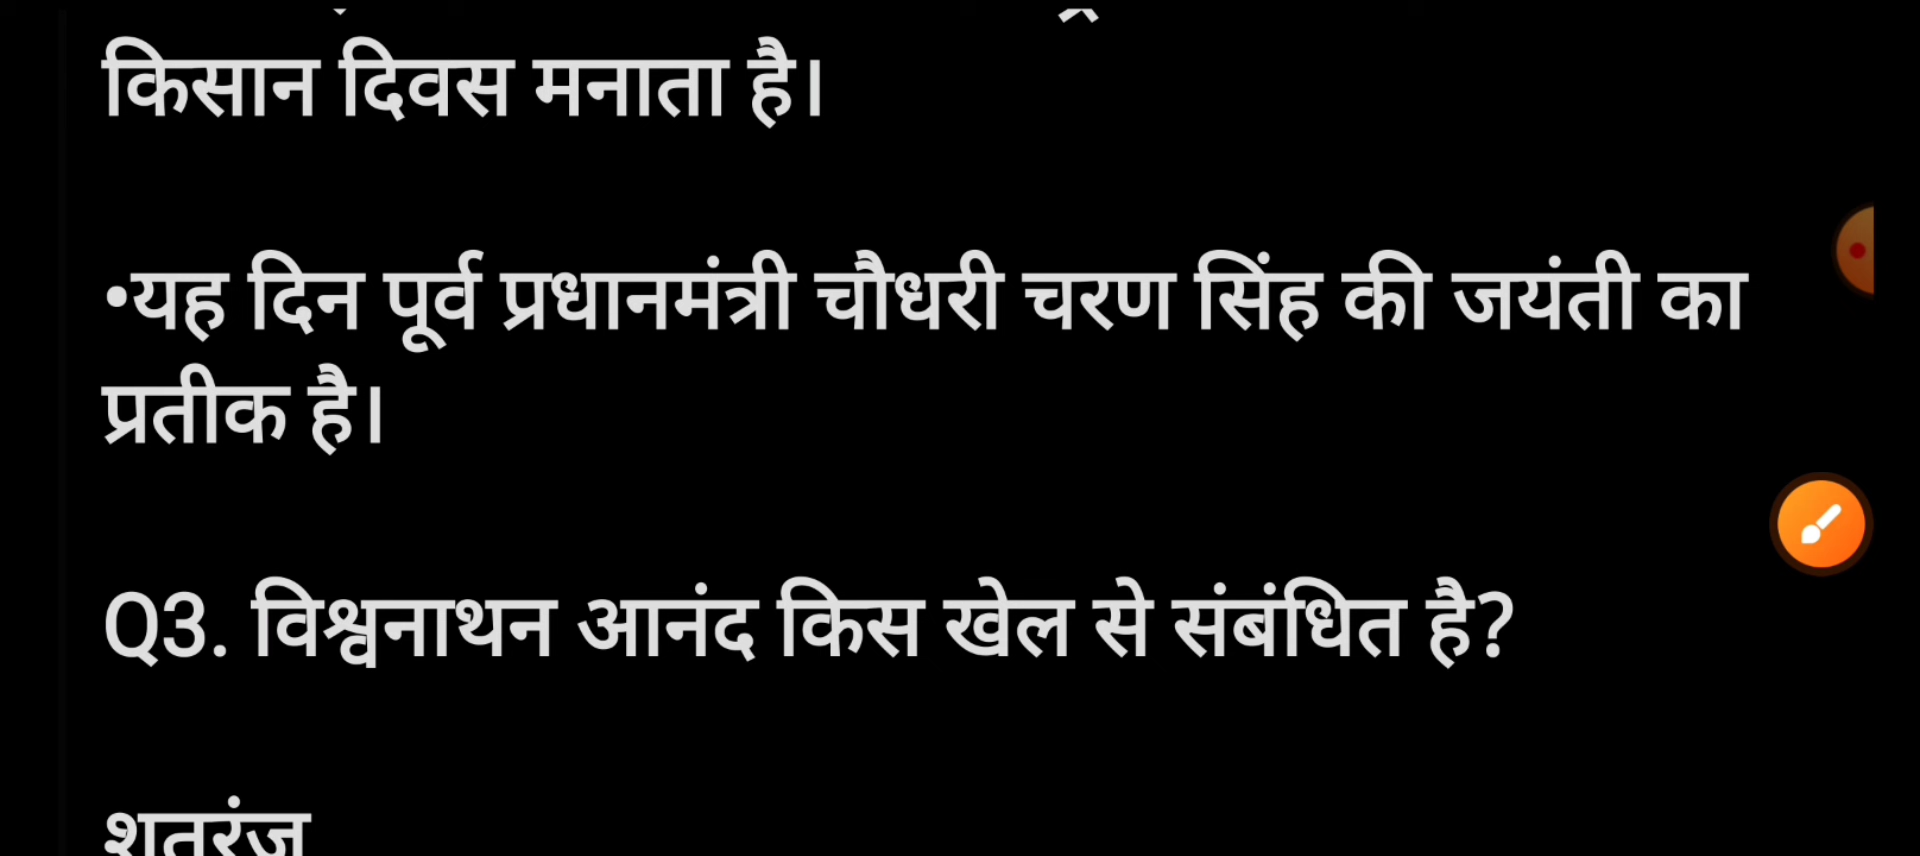 किसान दिवस मनाता है।
•यह दिन पूर्व प्रधानमंत्री चौधरी चरण सिंह की जयंती का
प्रतीक है।
Q3. विश्वनाथन आनंद किस खेल से संबंधित है?
शतरंज